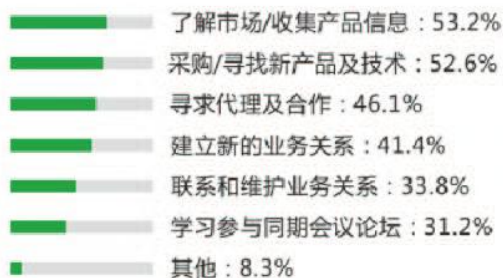 了解市场/收集产品信息：53.2%
采购/寻找新产品及技术：52.6%
寻求代理及合作：46.1%
建立新的业务关系：41.4%
联系和维护业务关系：33.8%
学习参与同期会议论坛：31.2%
其他：8.3%